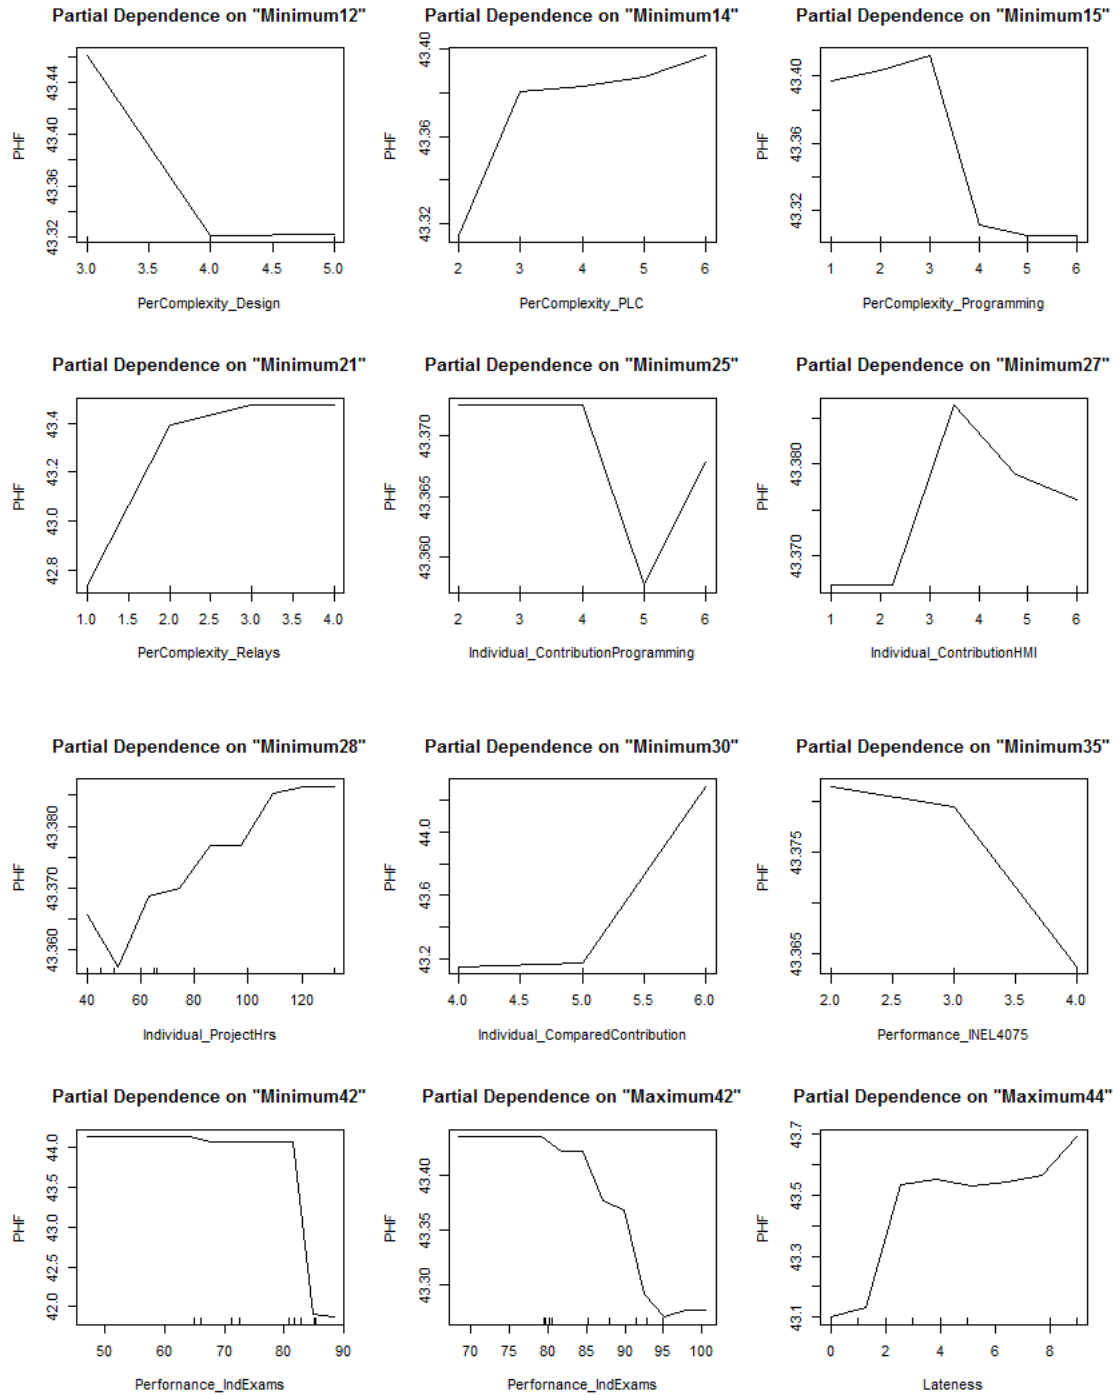 Partial Dependence on "Minimum12"
PHF
43.44
43.40
43.36
43.32
3.0 3.5 4.0 4.5 5.0
PerComplexity_Design
Partial Dependence on "Minimum14"
PHF
43.40
43.36
43.32
2 3 4 5 6
PerComplexity_PLC
Partial Dependence on "Minimum15"
PHF
43.40
43.36
43.32
1 2 3 4 5 6
PerComplexity_Programming
Partial Dependence on "Minimum21"
PHF
43.4
43.2
43.0
42.8
1.0 1.5 2.0 2.5 3.0 3.5 4.0
PerComplexity_Relays
Partial Dependence on "Minimum25"
PHF
43.370
43.365
43.360
2 3 4 5 6
Individual_ContributionProgramming
Partial Dependence on "Minimum27"
PHF
43.380
43.370
1 2 3 4 5 6
Individual_ContributionHMI
Partial Dependence on "Minimum28"
PHF
43.380
43.370
43.360
40 60 80 100 120
Individual_ProjectHrs
Partial Dependence on "Minimum30"
PHF
44.0
43.6
43.2
4.0 4.5 5.0 5.5 6.0
Individual_ComparedContribution
Partial Dependence on "Minimum35"
PHF
43.375
43.365
2.0 2.5 3.0 3.5 4.0
Performance_INEL4075
Partial Dependence on "Minimum42"
PHF
44.0
43.5
43.0
42.5
42.0
50 60 70 80 90
Perfornance_IndExams
Partial Dependence on "Maximum42"
PHF
43.40
43.35
43.30
70 75 80 85 90 95 100
Perfornance_IndExams
Partial Dependence on "Maximum44"
PHF
43.7
43.5
43.3
43.1
0 2 4 6 8
Lateness